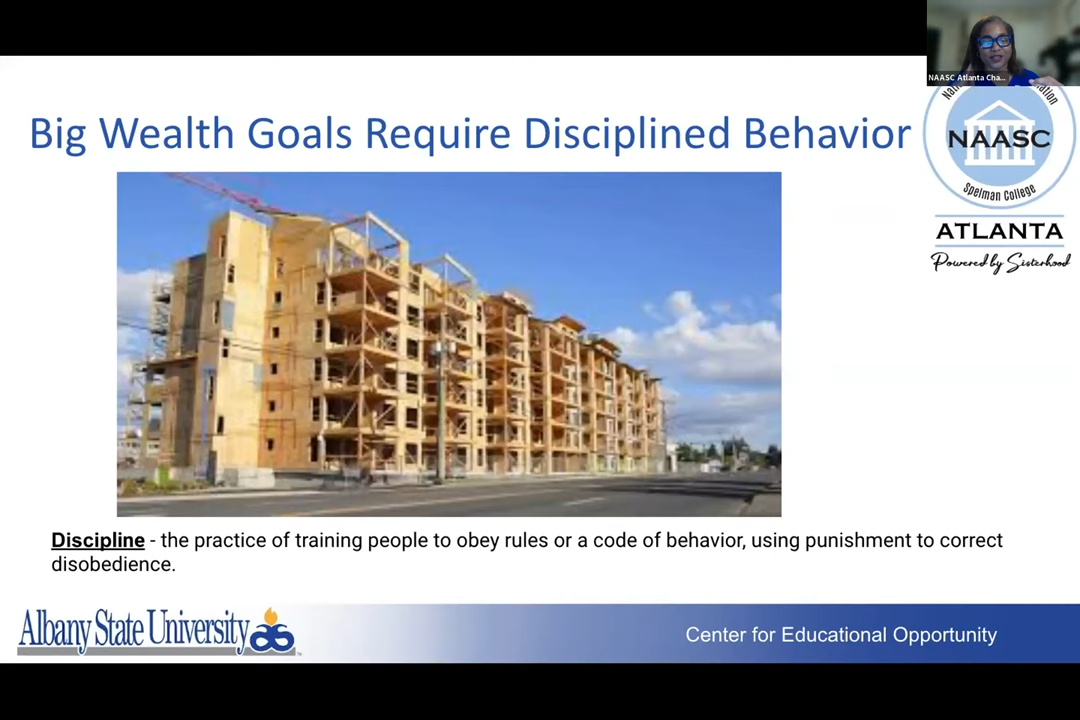 NAASC Atlanta Cha...
Big Wealth Goals Require Disciplined Behavior
NAASC
Spelman College
ATLANTA
Powered by Sisterhood
Discipline - the practice of training people to obey rules or a code of behavior, using punishment to correct
disobedience.
Albany State University
Center for Educational Opportunity